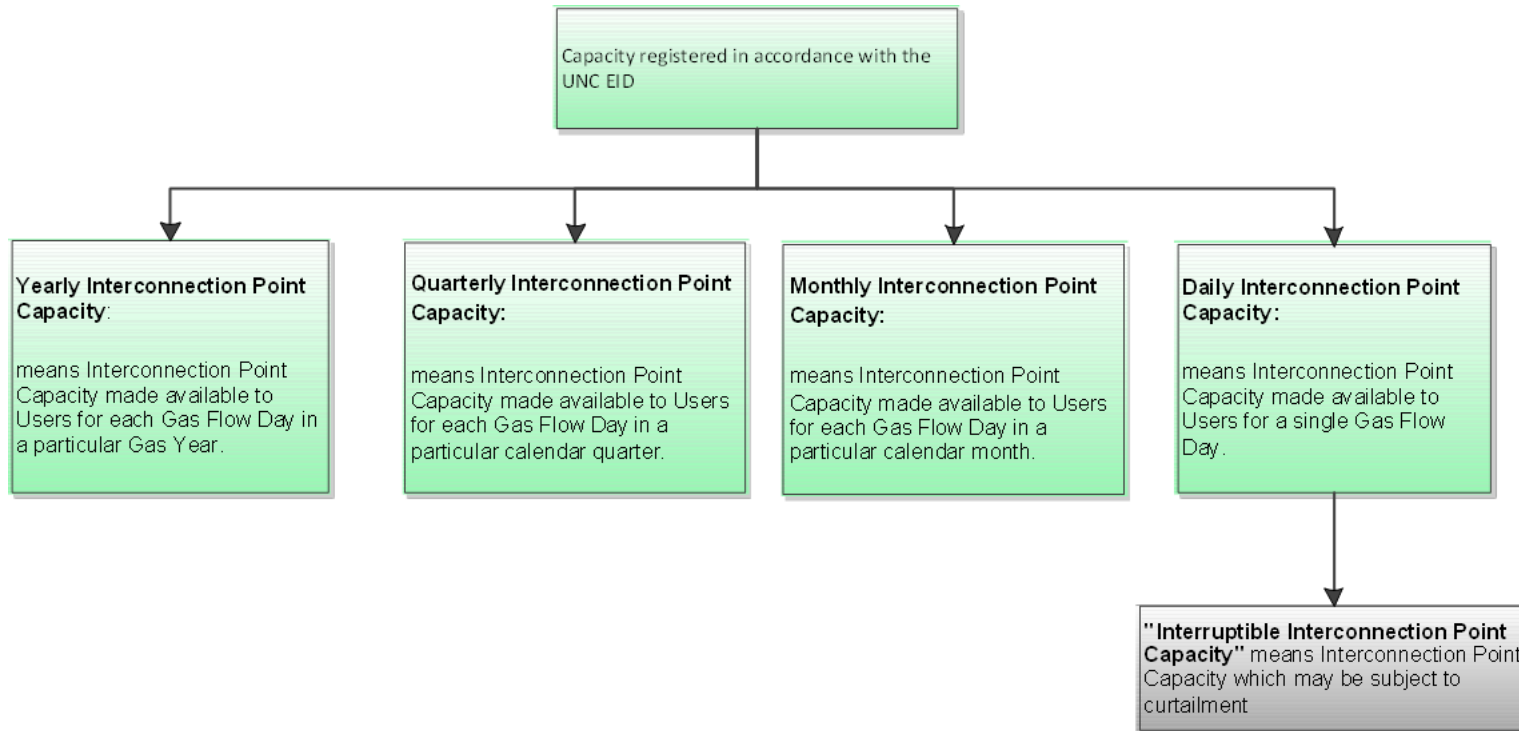 Capacity registered in accordance with the
UNC EID
Yearly Interconnection Point
Capacity:
means Interconnection Point
Capacity made available to
Users for each Gas Flow Day in
a particular Gas Year.
Quarterly Interconnection Point
Capacity:
means Interconnection Point
Capacity made available to Users
for each Gas Flow Day in a
particular calendar quarter.
Monthly Interconnection Point
Capacity:
means Interconnection Point
Capacity made available to Users
for each Gas Flow Day in a
particular calendar month.
Daily Interconnection Point
Capacity:
means Interconnection Point
Capacity made available to
Users for a single Gas Flow
Day.
"Interruptible Interconnection Point
Capacity" means Interconnection Point
Capacity which may be subject to
curtailment